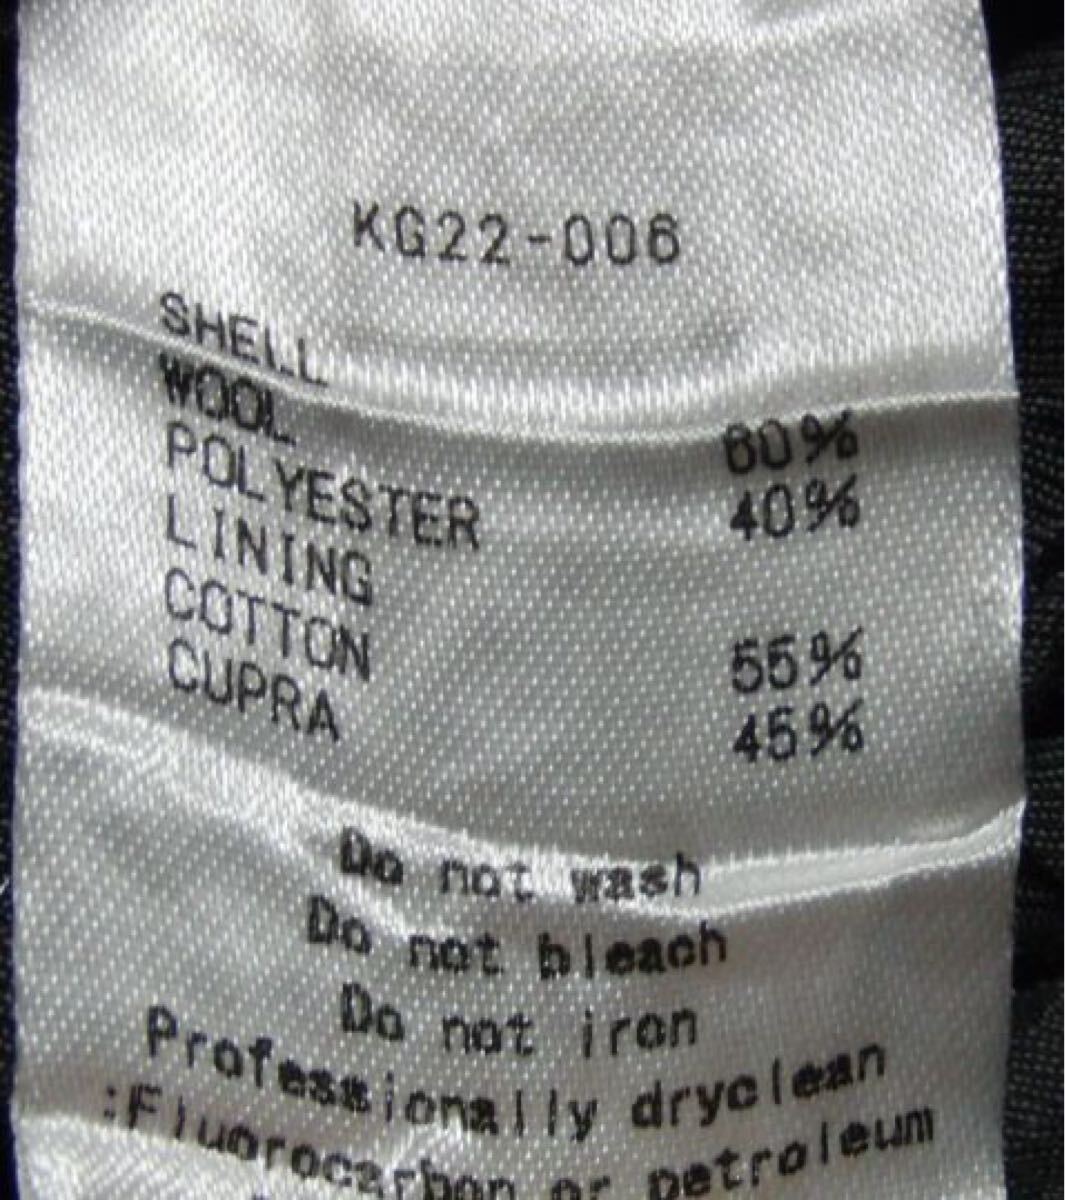 KG22-006
SHELL
WOOL 60%
POLYESTER 40%
LINING
COTTON 55%
CUPRA 45%
Do not wash
Do not bleach
Do not iron
Professionally dryclean
:Fluorocarbon or petroleum